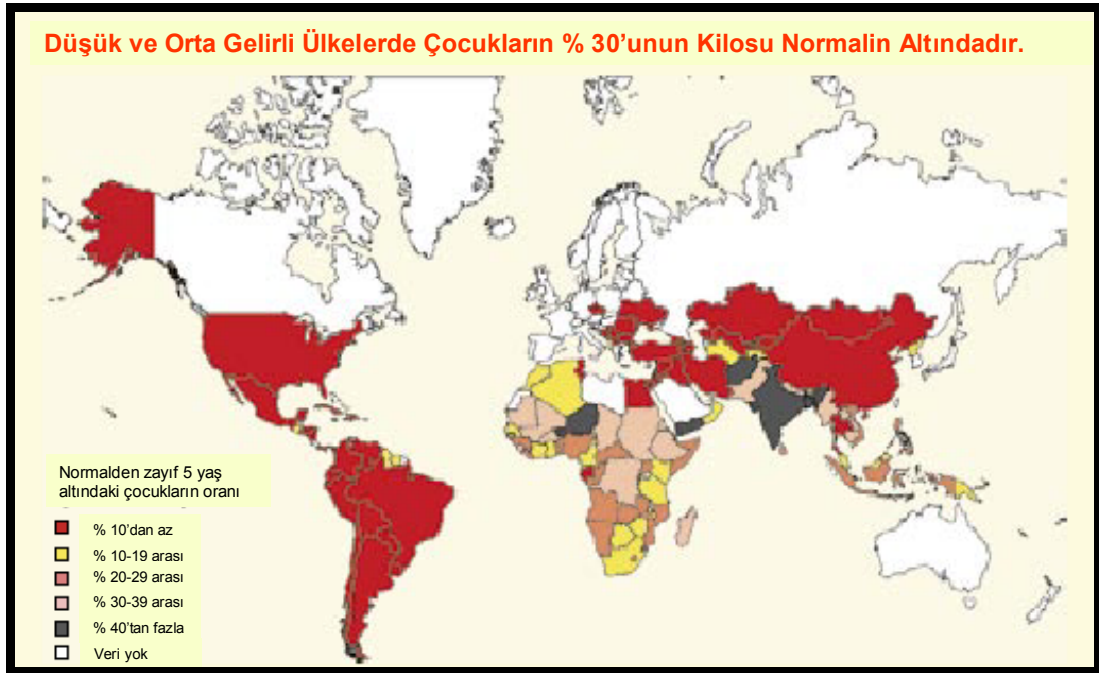 Düşük ve Orta Gelirli Ülkelerde Çocukların % 30’unun Kilosu Normalin Altındadır.
Normalden zayıf 5 yaş
altındaki çocukların oranı
% 10’dan az
% 10-19 arası
% 20-29 arası
% 30-39 arası
% 40’tan fazla
Veri yok